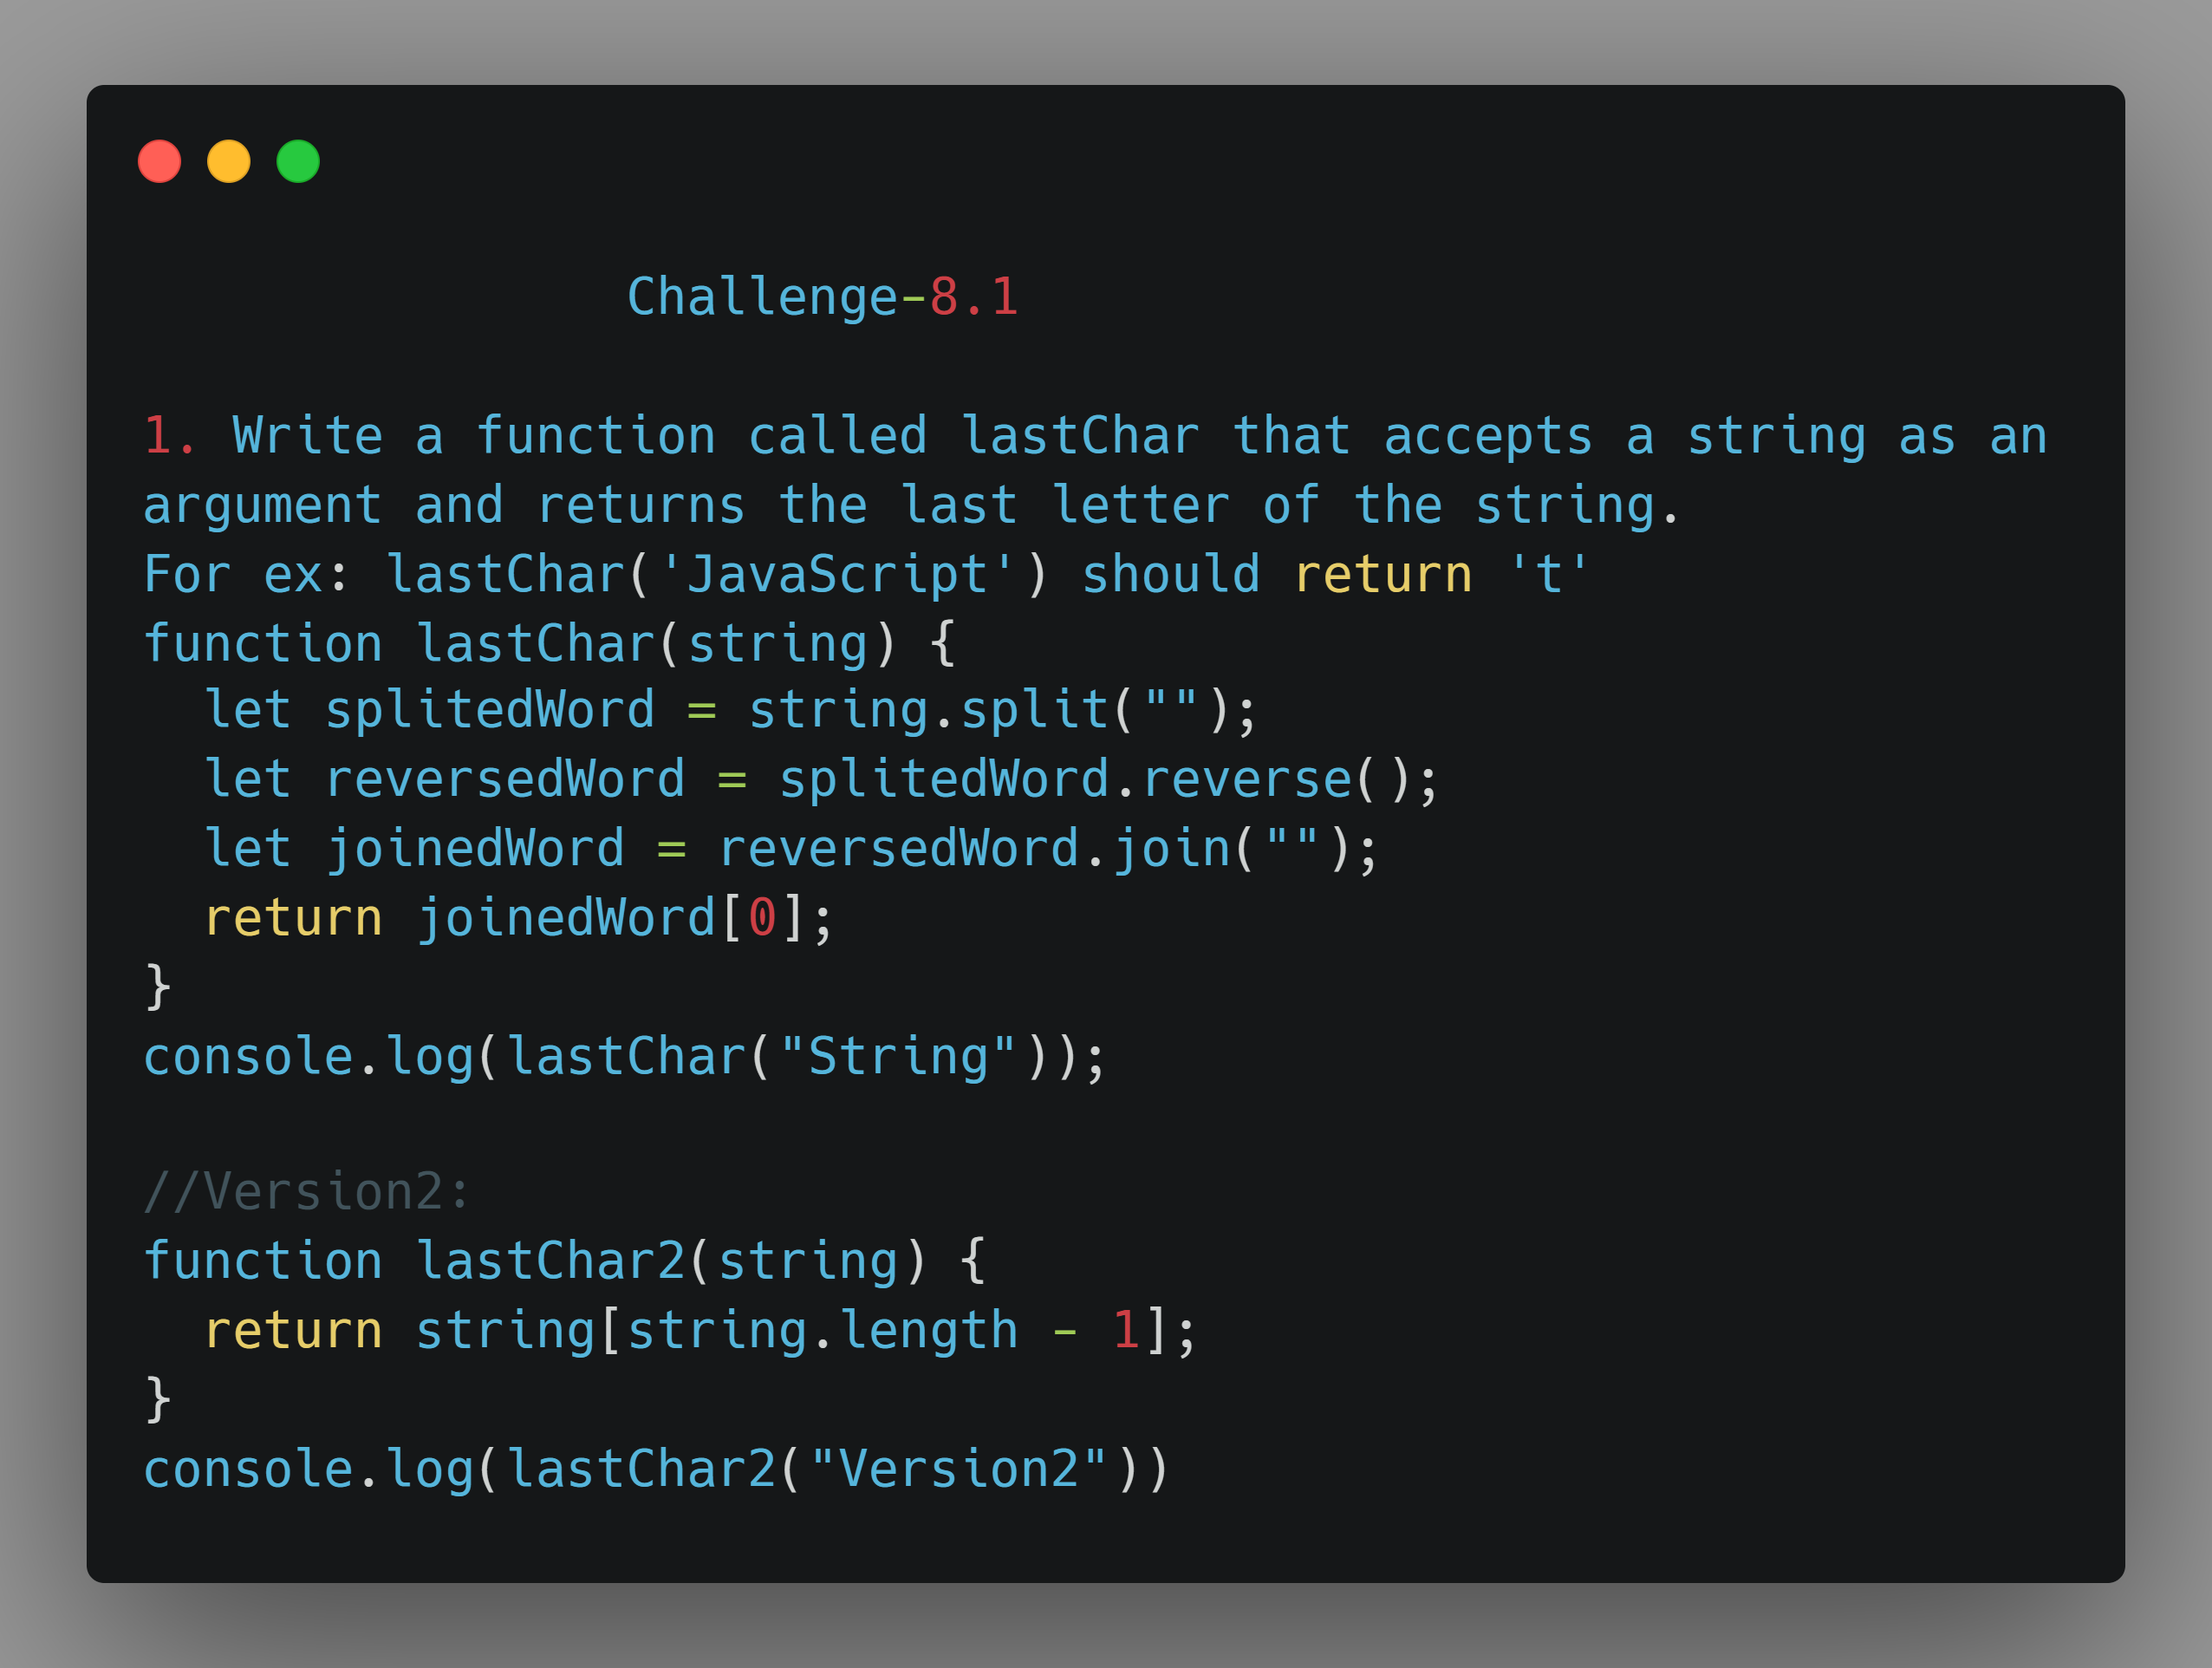 Challenge-8.1
1. Write a function called lastChar that accepts a string as an
argument and returns the last letter of the string.
For ex: lastChar('JavaScript') should return 't'
function lastChar(string) {
  let splitedWord = string.split("");
  let reversedWord = splitedWord.reverse();
  let joinedWord = reversedWord.join("");
  return joinedWord[0];
}
console.log(lastChar("String"));
//Version2:
function lastChar2(string) {
  return string[string.length - 1];
}
console.log(lastChar2("Version2"))